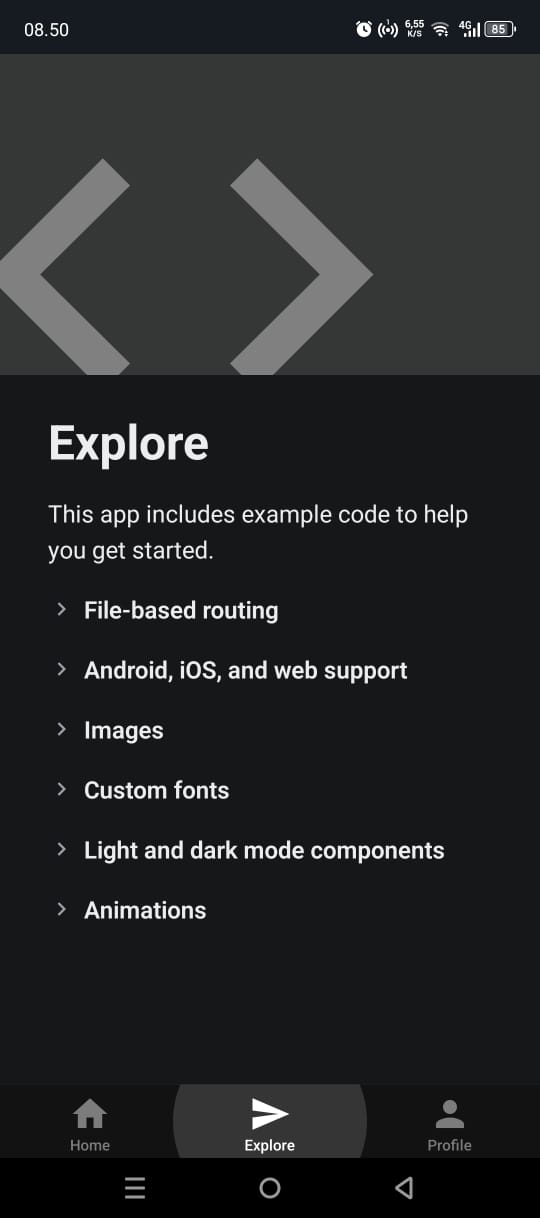 08.50
1
6,55
K/S
4G
85
Explore
This app includes example code to help
you get started.
File-based routing
Android, iOS, and web support
Images
Custom fonts
Light and dark mode components
Animations
Home
Explore
Profile